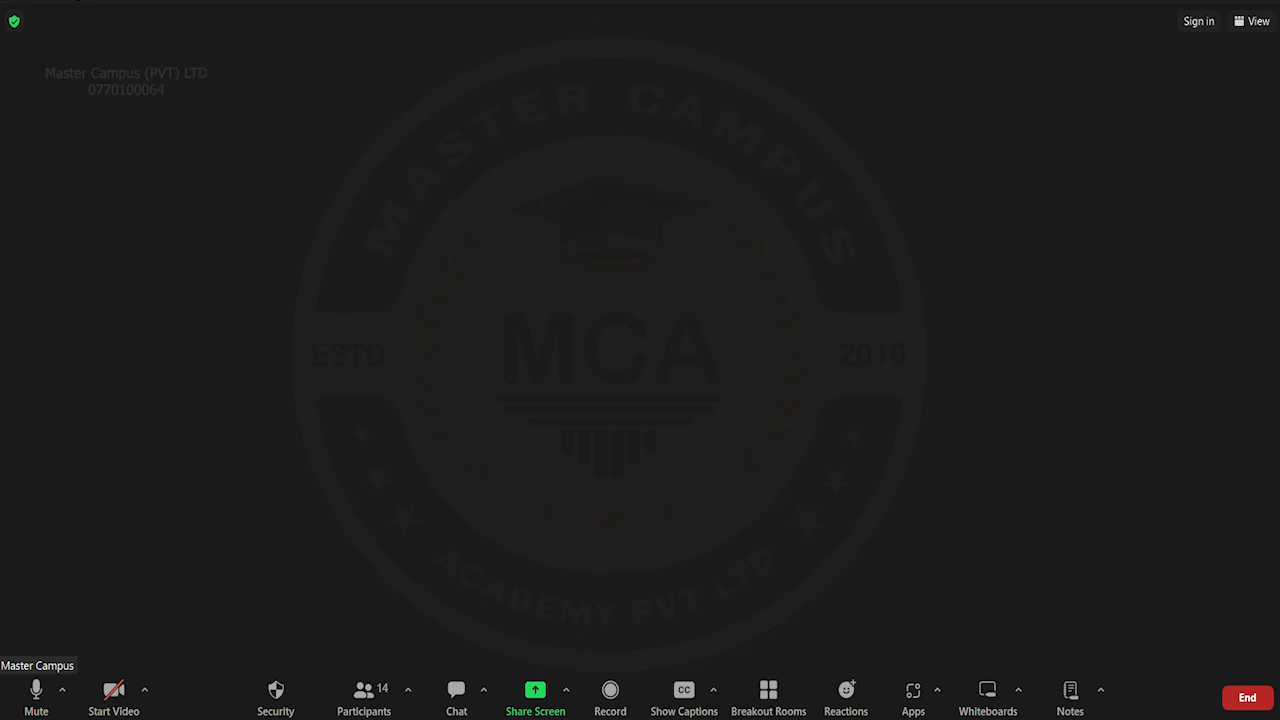 Sign in
View
Master Campus (PVT) LTD
0770100064
MASTER CAMPUS
MCA
ESTD.
2010
ACADEMY PVT LTD
Master Campus
14
CC
Mute
Start Video
Security
Participants
Chat
Share Screen
Record
Show Captions
Breakout Rooms
Reactions
Apps
Whiteboards
Notes
End